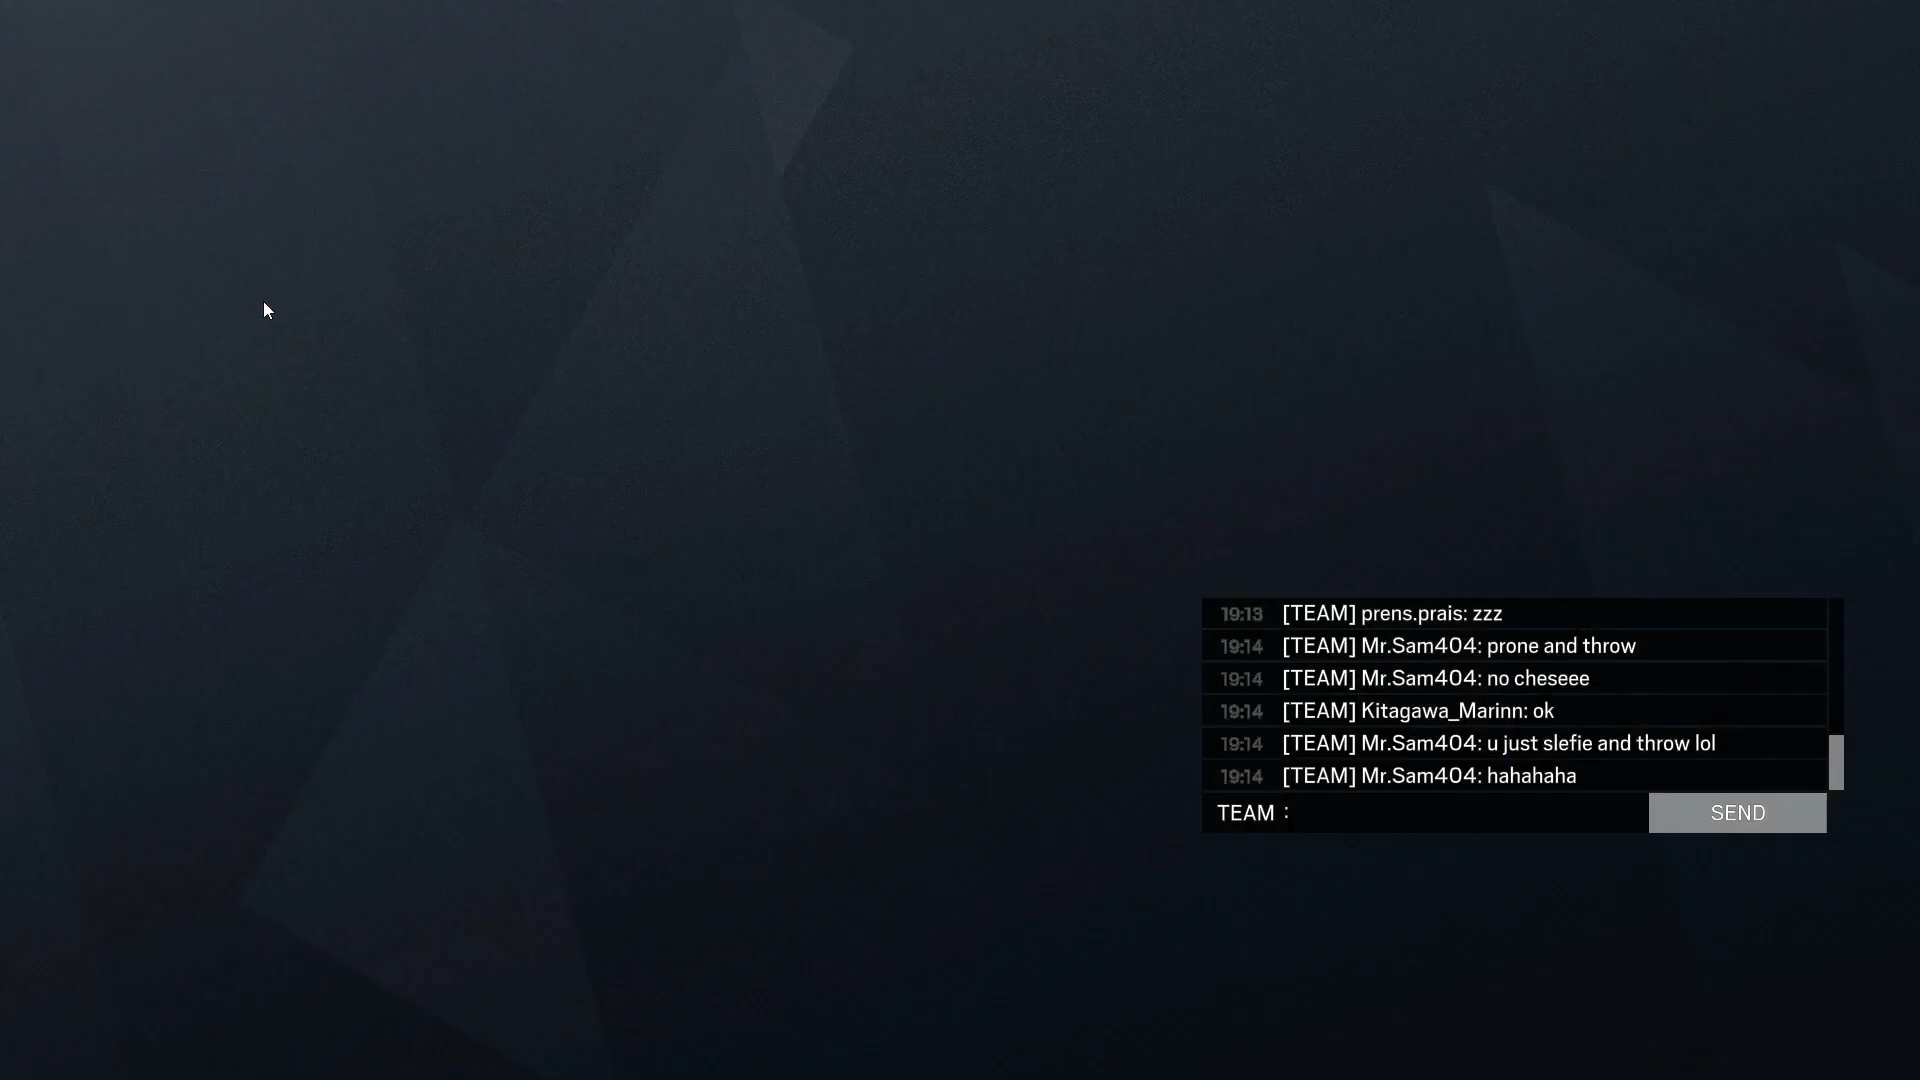 19:13 [TEAM] prens.prais: zzz
19:14 [TEAM] Mr.Sam404: prone and throw
19:14 [TEAM] Mr.Sam404: no cheseee
19:14 [TEAM] Kitagawa_Marinn: ok
19:14 [TEAM] Mr.Sam404: u just slefie and throw lol
19:14 [TEAM] Mr.Sam404: hahahaha
TEAM : SEND